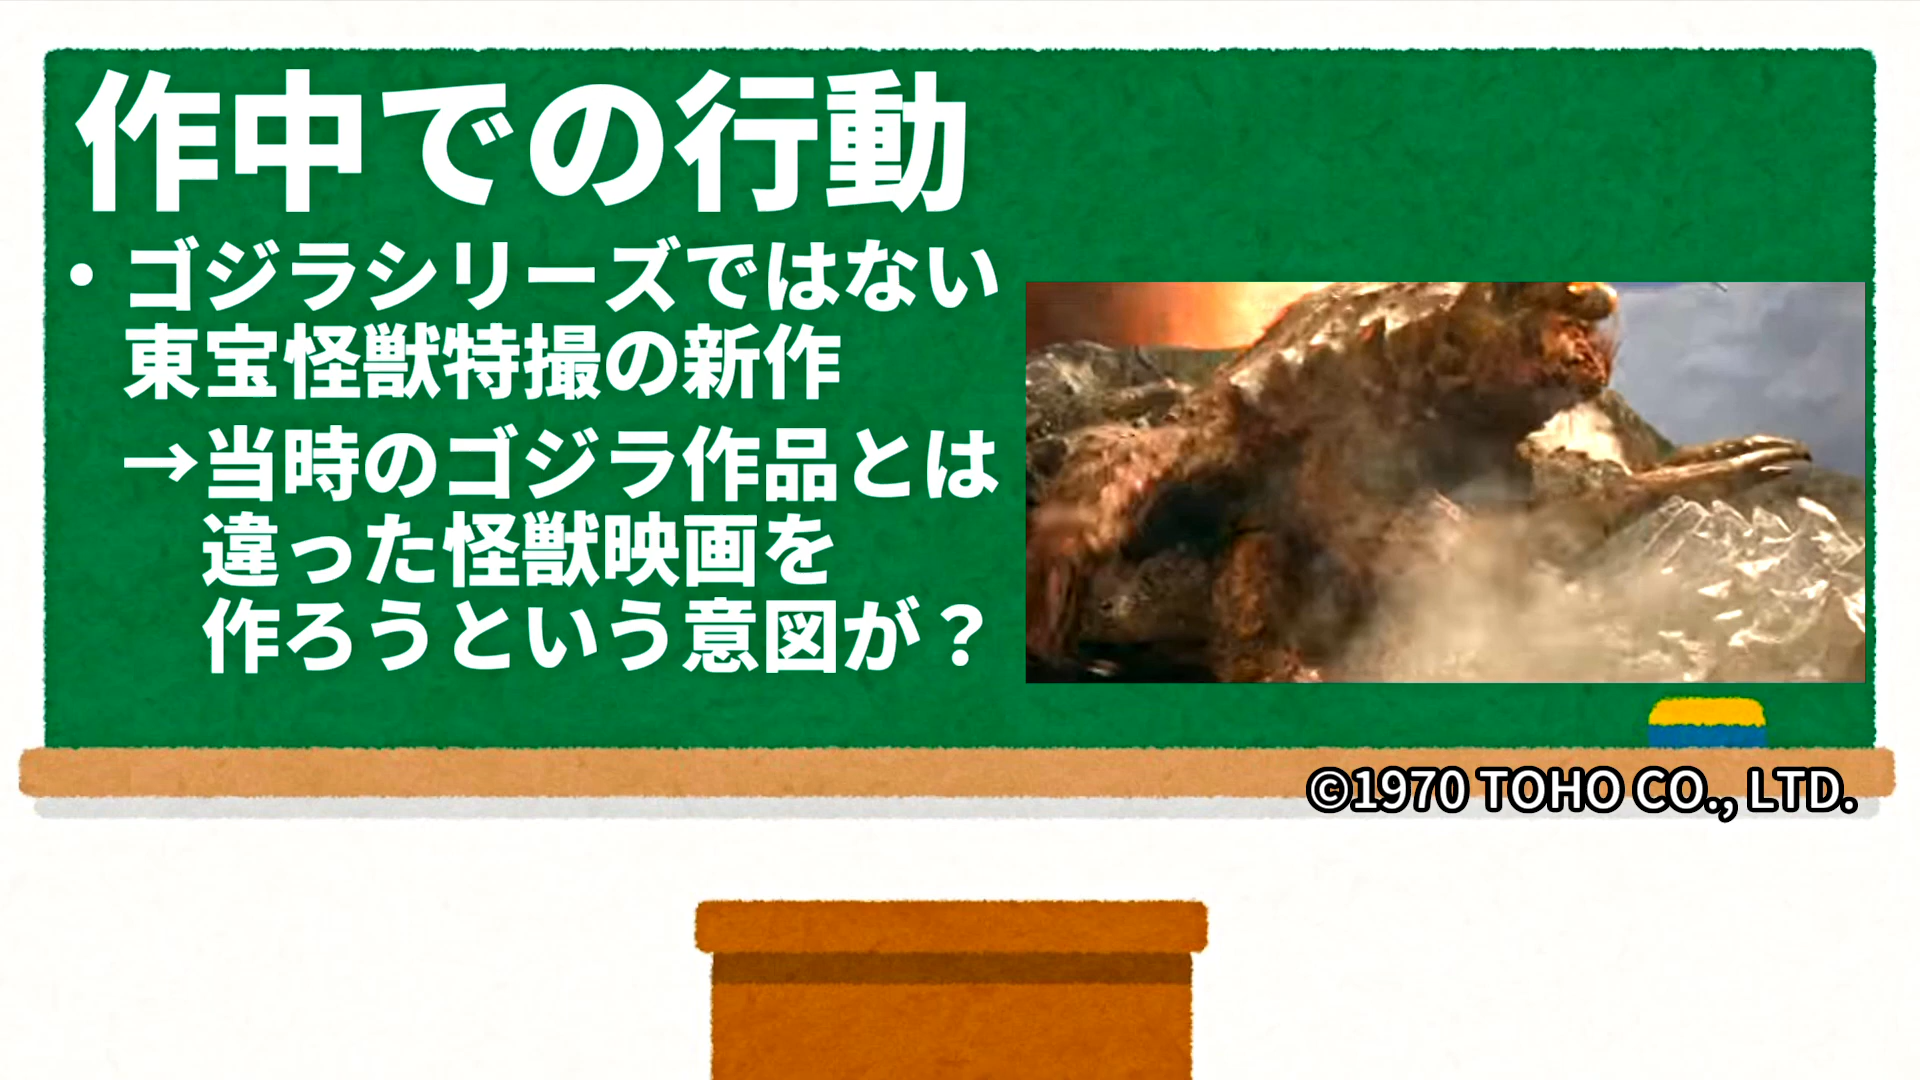 作中での行動
・ゴジラシリーズではない
東宝怪獣特撮の新作
→当時のゴジラ作品とは
違った怪獣映画を
作ろうという意図が？
©1970 TOHO CO., LTD.